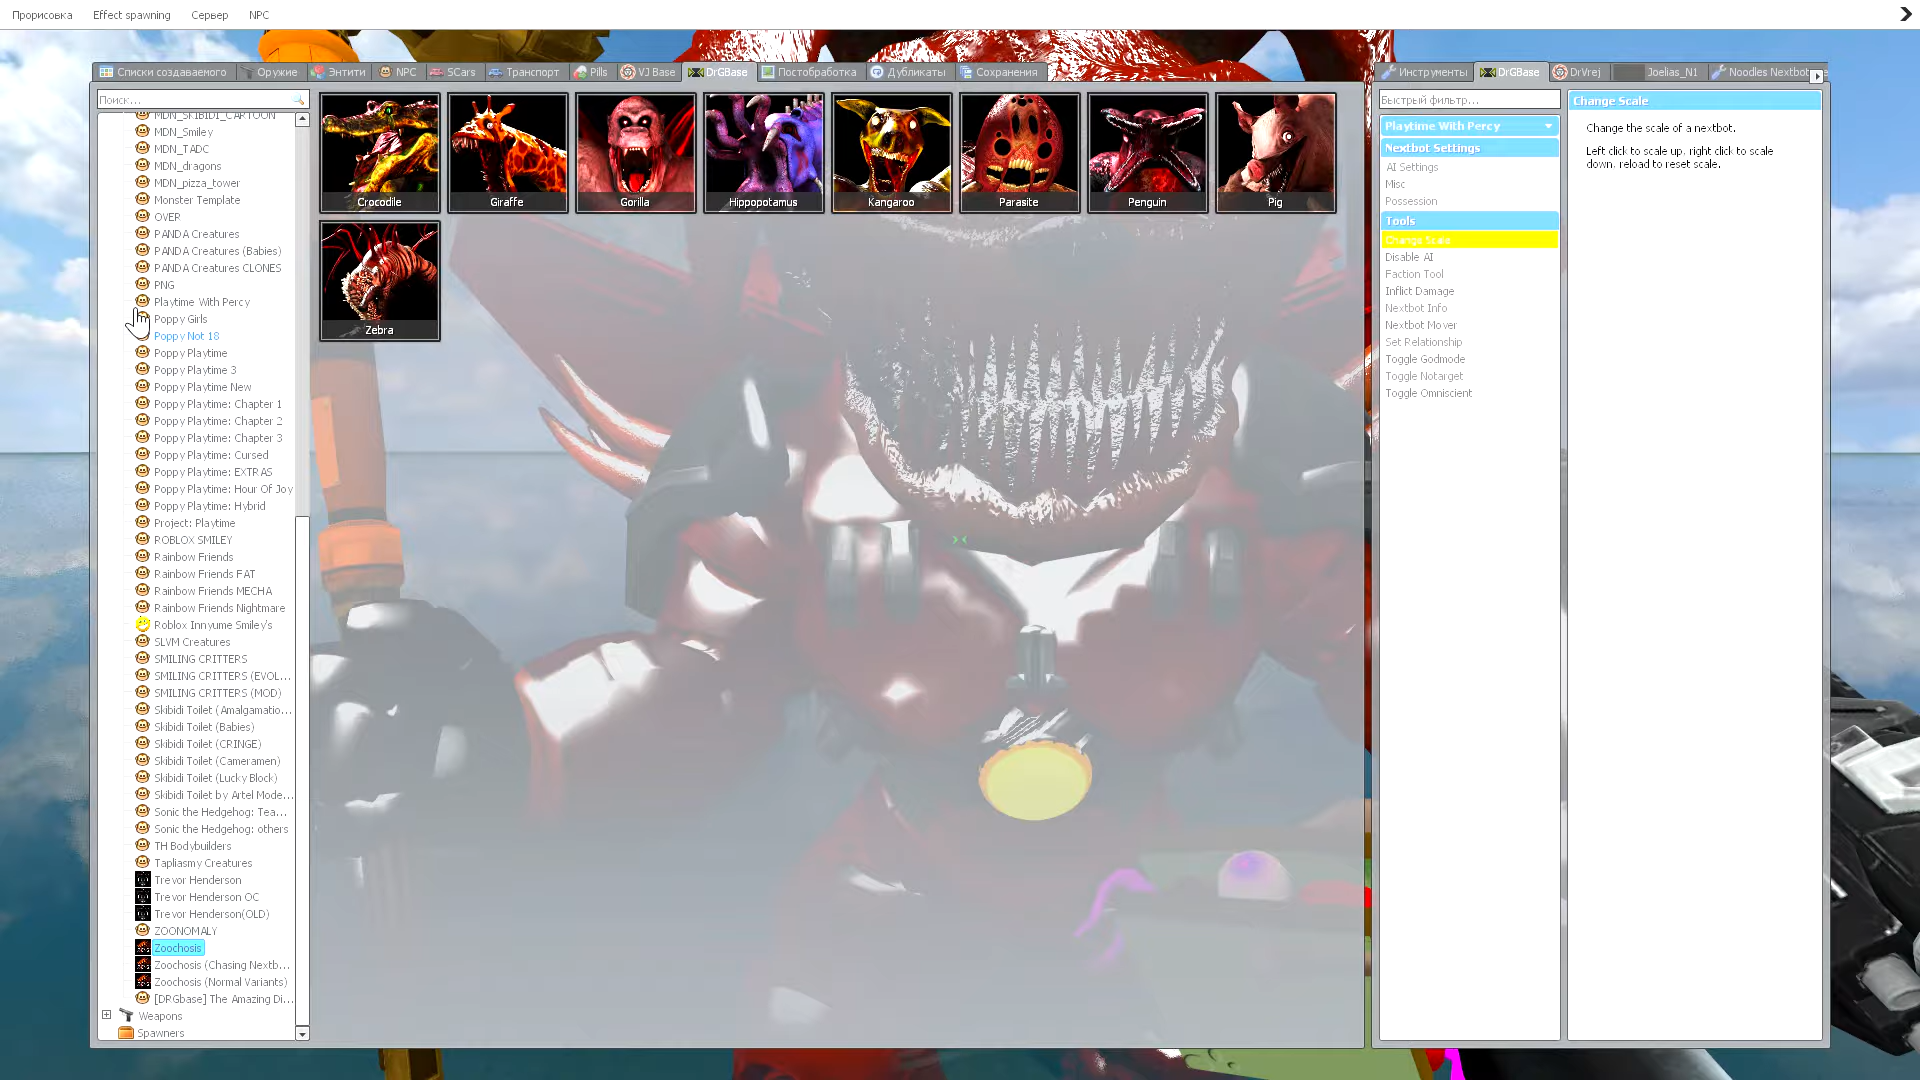 Прорисовка Effect spawning Сервер NPC
Списки создаваемого Оружие Энтити NPC SCars Транспорт Pills VJ Base DrGBase Постобработка Дубликаты Сохранения
Инструменты DrGBase DrVrej Joelias_N1 Noodles Nextbot
Поиск...
MDN_SKIBIDI_CARTOON
MDN_Smiley
MDN_TADC
MDN_dragons
MDN_pizza_tower
Monster Template
OVER
PANDA Creatures
PANDA Creatures (Babies)
PANDA Creatures CLONES
PNG
Playtime With Percy
Poppy Girls
Poppy Not 18
Poppy Playtime
Poppy Playtime 3
Poppy Playtime New
Poppy Playtime: Chapter 1
Poppy Playtime: Chapter 2
Poppy Playtime: Chapter 3
Poppy Playtime: Cursed
Poppy Playtime: EXTRAS
Poppy Playtime: Hour Of Joy
Poppy Playtime: Hybrid
Project: Playtime
ROBLOX SMILEY
Rainbow Friends
Rainbow Friends FAT
Rainbow Friends MECHA
Rainbow Friends Nightmare
Roblox Innyume Smiley's
SLVM Creatures
SMILING CRITTERS
SMILING CRITTERS (EVOL...
SMILING CRITTERS (MOD)
Skibidi Toilet (Amalgamatio...
Skibidi Toilet (Babies)
Skibidi Toilet (CRINGE)
Skibidi Toilet (Cameramen)
Skibidi Toilet (Lucky Block)
Skibidi Toilet by Artel Mode...
Sonic the Hedgehog: Tea...
Sonic the Hedgehog: others
TH Bodybuilders
Tapliasmy Creatures
Trevor Henderson
Trevor Henderson OC
Trevor Henderson(OLD)
ZOONOMALY
Zoochosis
Zoochosis (Chasing Nextb...
Zoochosis (Normal Variants)
[DRGbase] The Amazing Di...
Weapons
Spawners
Crocodile Giraffe Gorilla Hippopotamus Kangaroo Parasite Penguin Pig
Zebra
Быстрый фильтр...
Playtime With Percy
Nextbot Settings
AI Settings
Misc
Possession
Tools
Change Scale
Disable AI
Faction Tool
Inflict Damage
Nextbot Info
Nextbot Mover
Set Relationship
Toggle Godmode
Toggle Notarget
Toggle Omniscient
Change Scale
Change the scale of a nextbot.
Left click to scale up, right click to scale
down, reload to reset scale.